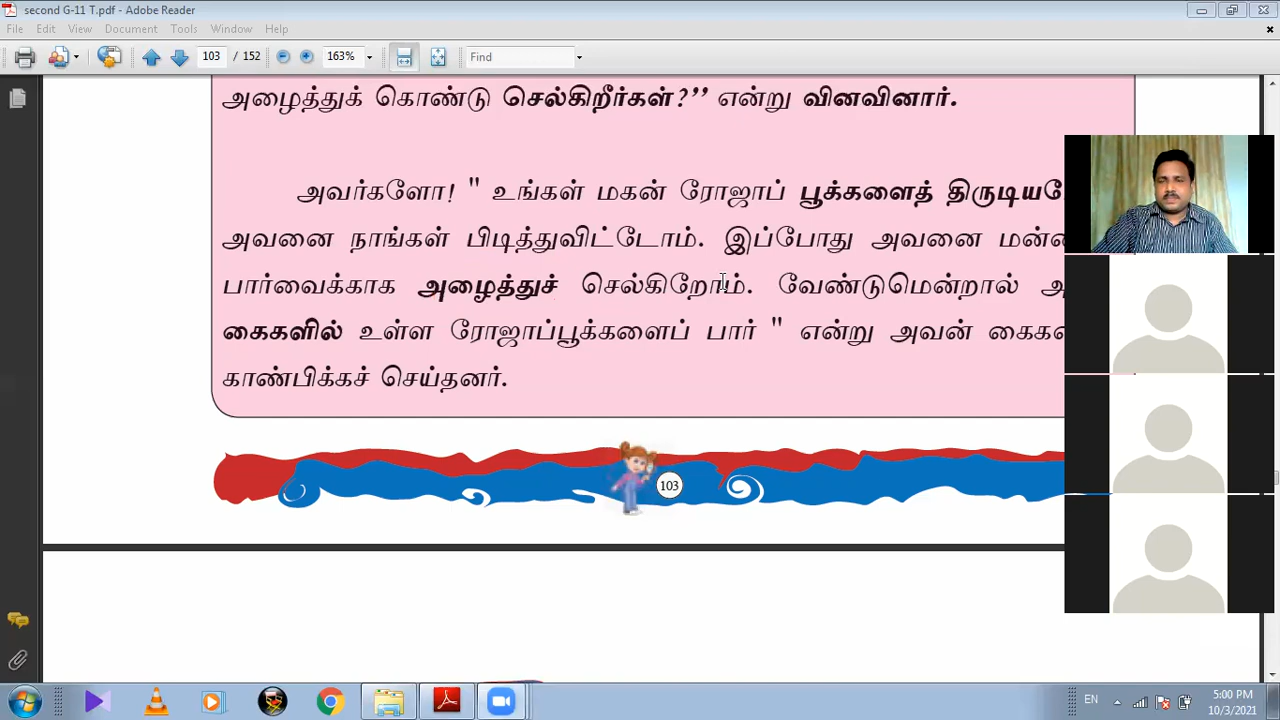 second G-11 T.pdf - Adobe Reader
File Edit View Document Tools Window Help
103 / 152 163% Find
அழைத்துக் கொண்டு செல்கிறீர்கள்?’’ என்று வினவினார்.
அவர்களோ! " உங்கள் மகன் ரோஜாப் பூக்களைத்
அவனை நாங்கள் பிடித்துவிட்டோம். இப்போது அவனை
பார்வைக்காக அழைத்துச் செல்கிறோம். வேண்டுமென்றால்
கைகளில் உள்ள ரோஜாப்பூக்களைப் பார் " என்று அவன்
காண்பிக்கச் செய்தனர்.
103
EN 5:00 PM
10/3/2021